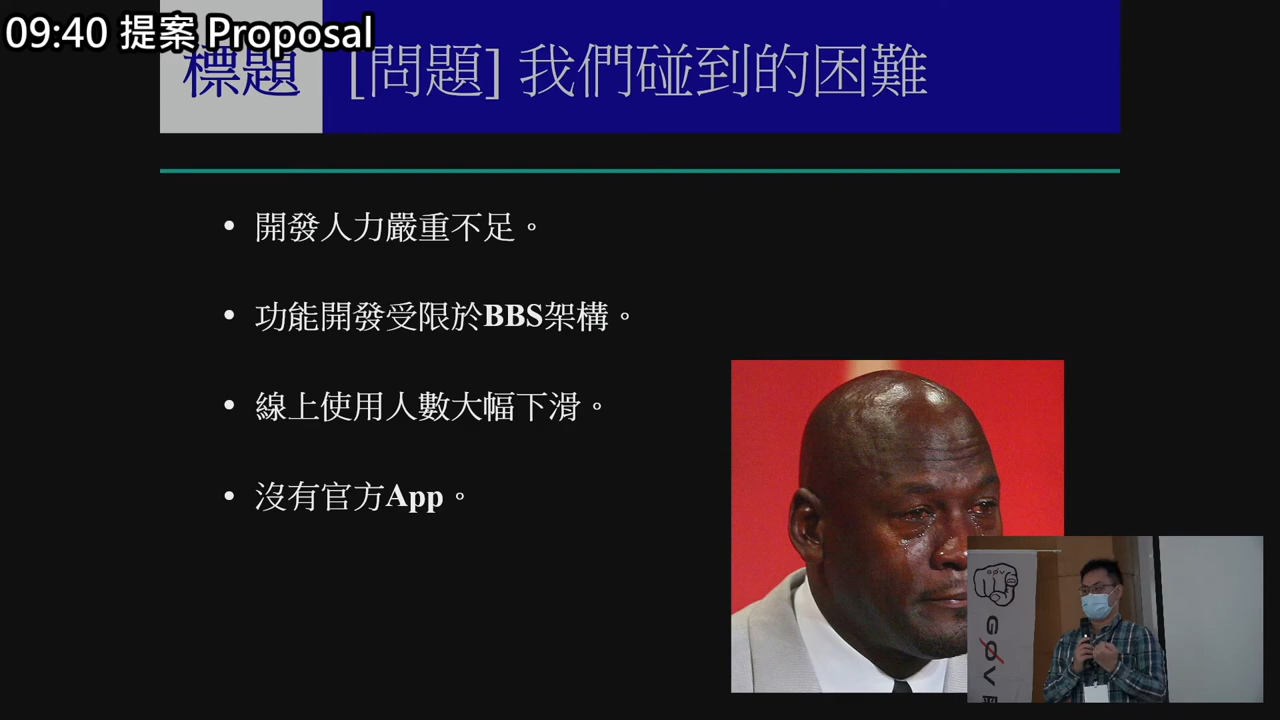 09:40 提案 Proposal
標題 [問題] 我們碰到的困難
• 開發人力嚴重不足。
• 功能開發受限於BBS架構。
• 線上使用人數大幅下滑。
• 沒有官方App。
GØV
GØV